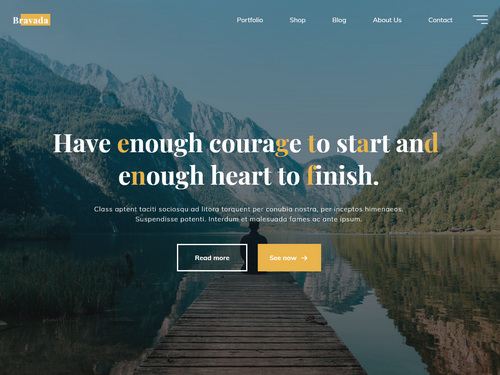 Bravada
Portfolio
Shop
Blog
About Us
Contact
Have enough courage to start and
enough heart to finish.
Class aptent taciti sociosqu ad litora torquent per conubia nostra, per inceptos himenaeos.
Suspendisse potenti. Interdum et malesuada fames ac ante ipsum.
Read more
See now →